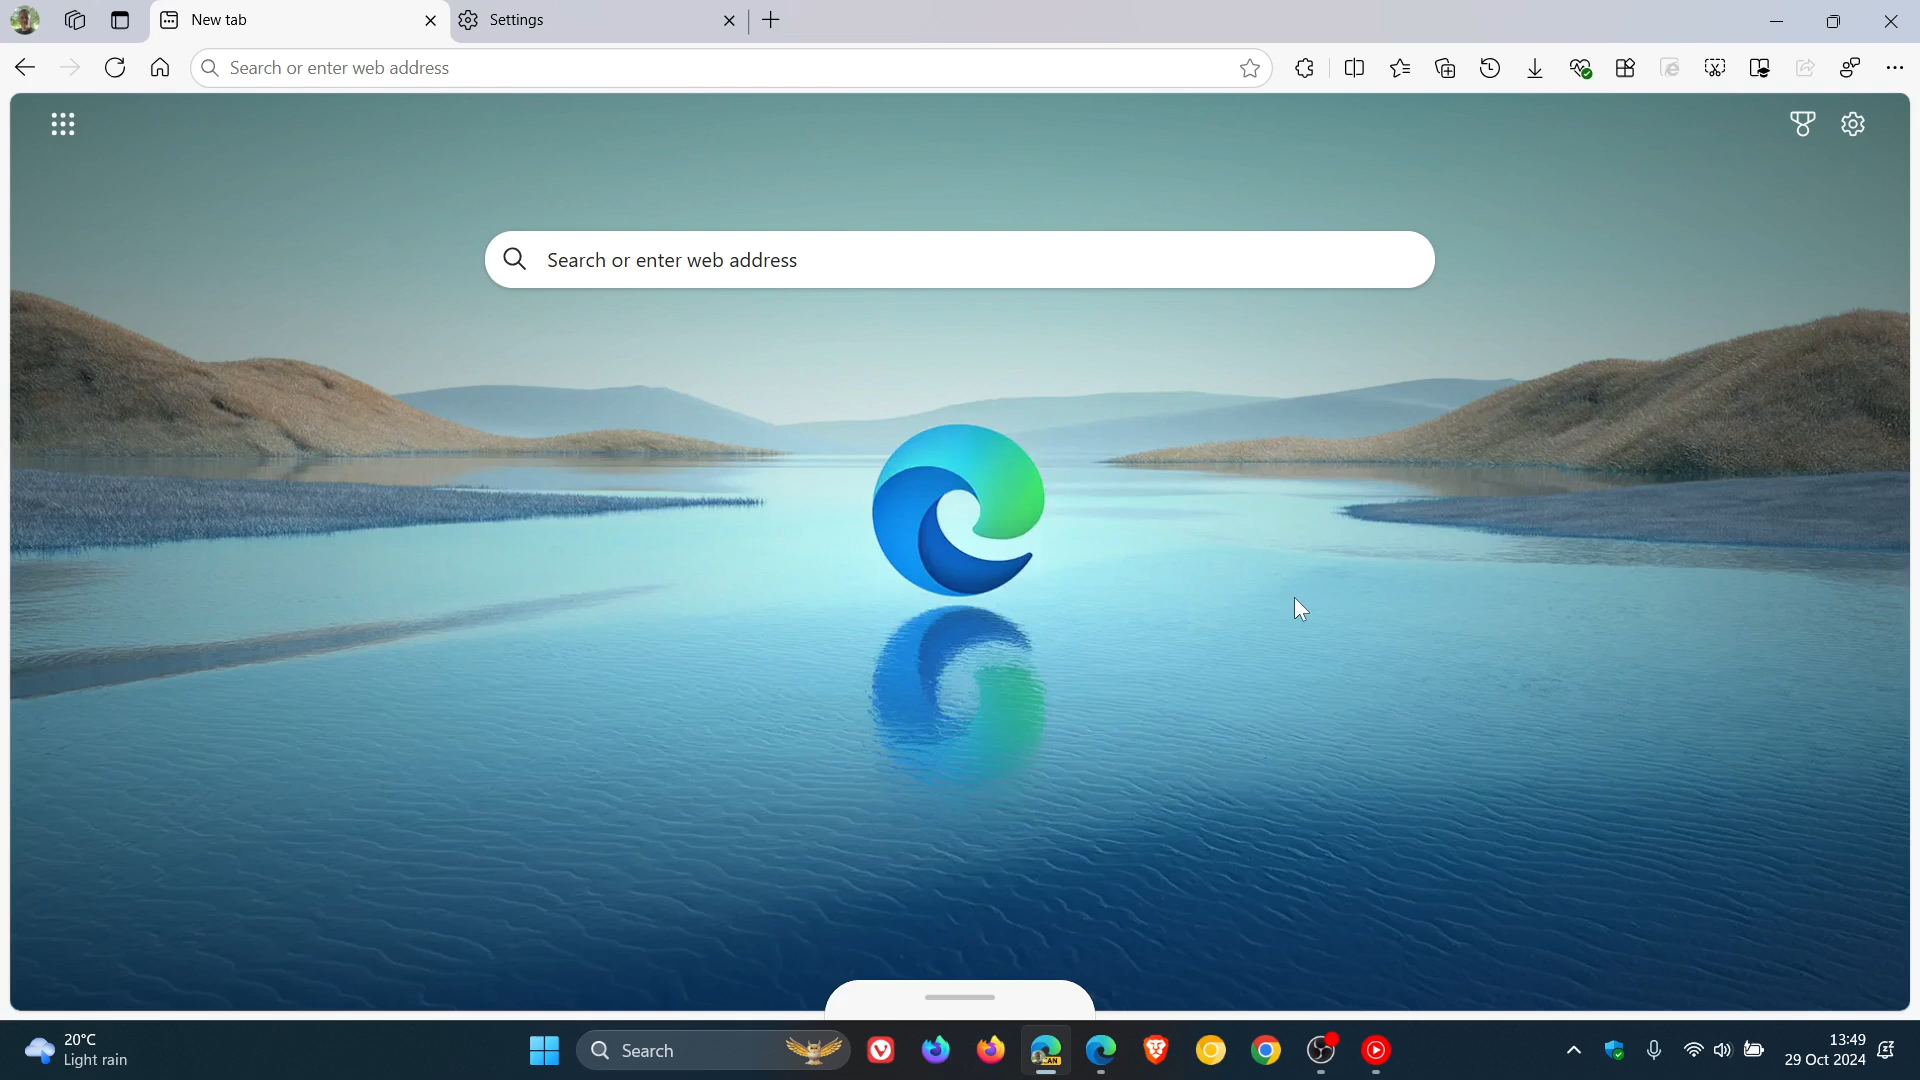 New tab
Settings
Search or enter web address
Search or enter web address
20°C
Light rain
Search
CAN
13:49
29 Oct 2024